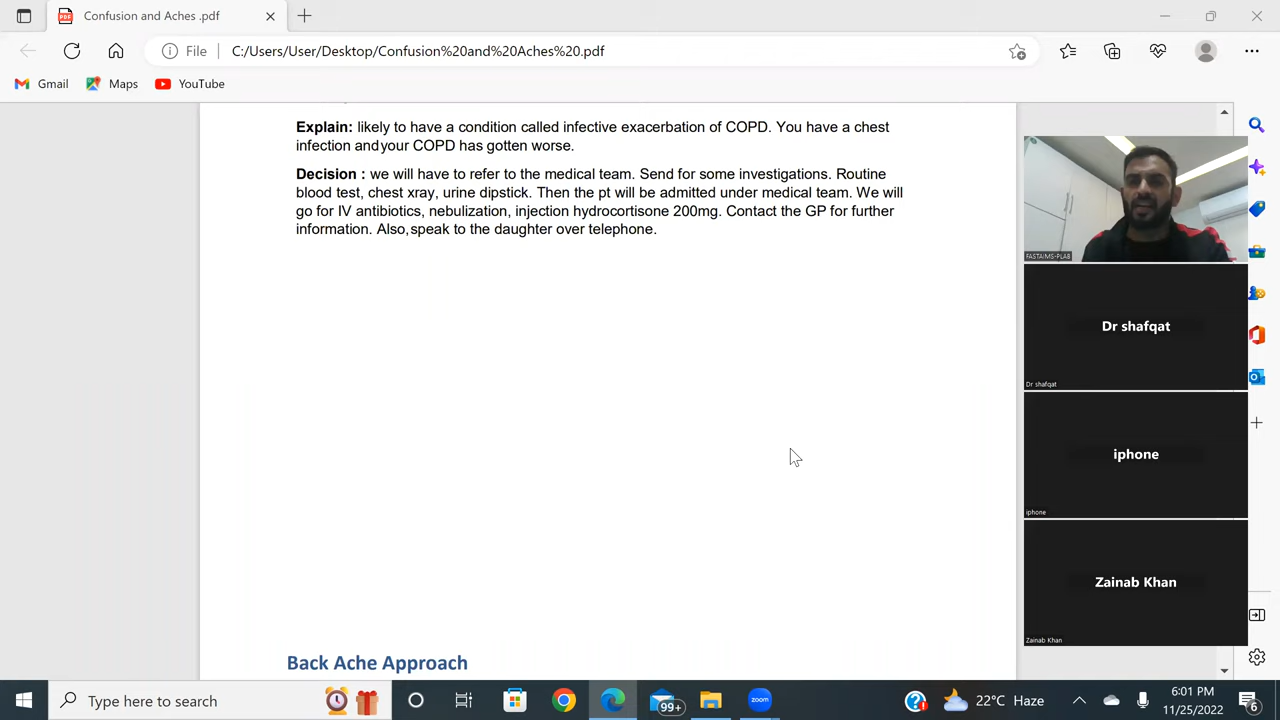 Confusion and Aches .pdf
File
C:/Users/User/Desktop/Confusion%20and%20Aches%20.pdf
Gmail
Maps
YouTube
Explain: likely to have a condition called infective exacerbation of COPD. You have a chest
infection andyour COPD has gotten worse.
Decision : we will have to refer to the medical team. Send for some investigations. Routine
blood test, chest xray, urine dipstick. Then the pt will be admitted under medical team. We will
go for IV antibiotics, nebulization, injection hydrocortisone 200mg. Contact the GP for further
information. Also,speak to the daughter over telephone.
Back Ache Approach
FASTAIMS-PLAB
Dr shafqat
Dr shafqat
iphone
iphone
Zainab Khan
Zainab Khan
Type here to search
99+
zoom
22°C Haze
6:01 PM
11/25/2022
6